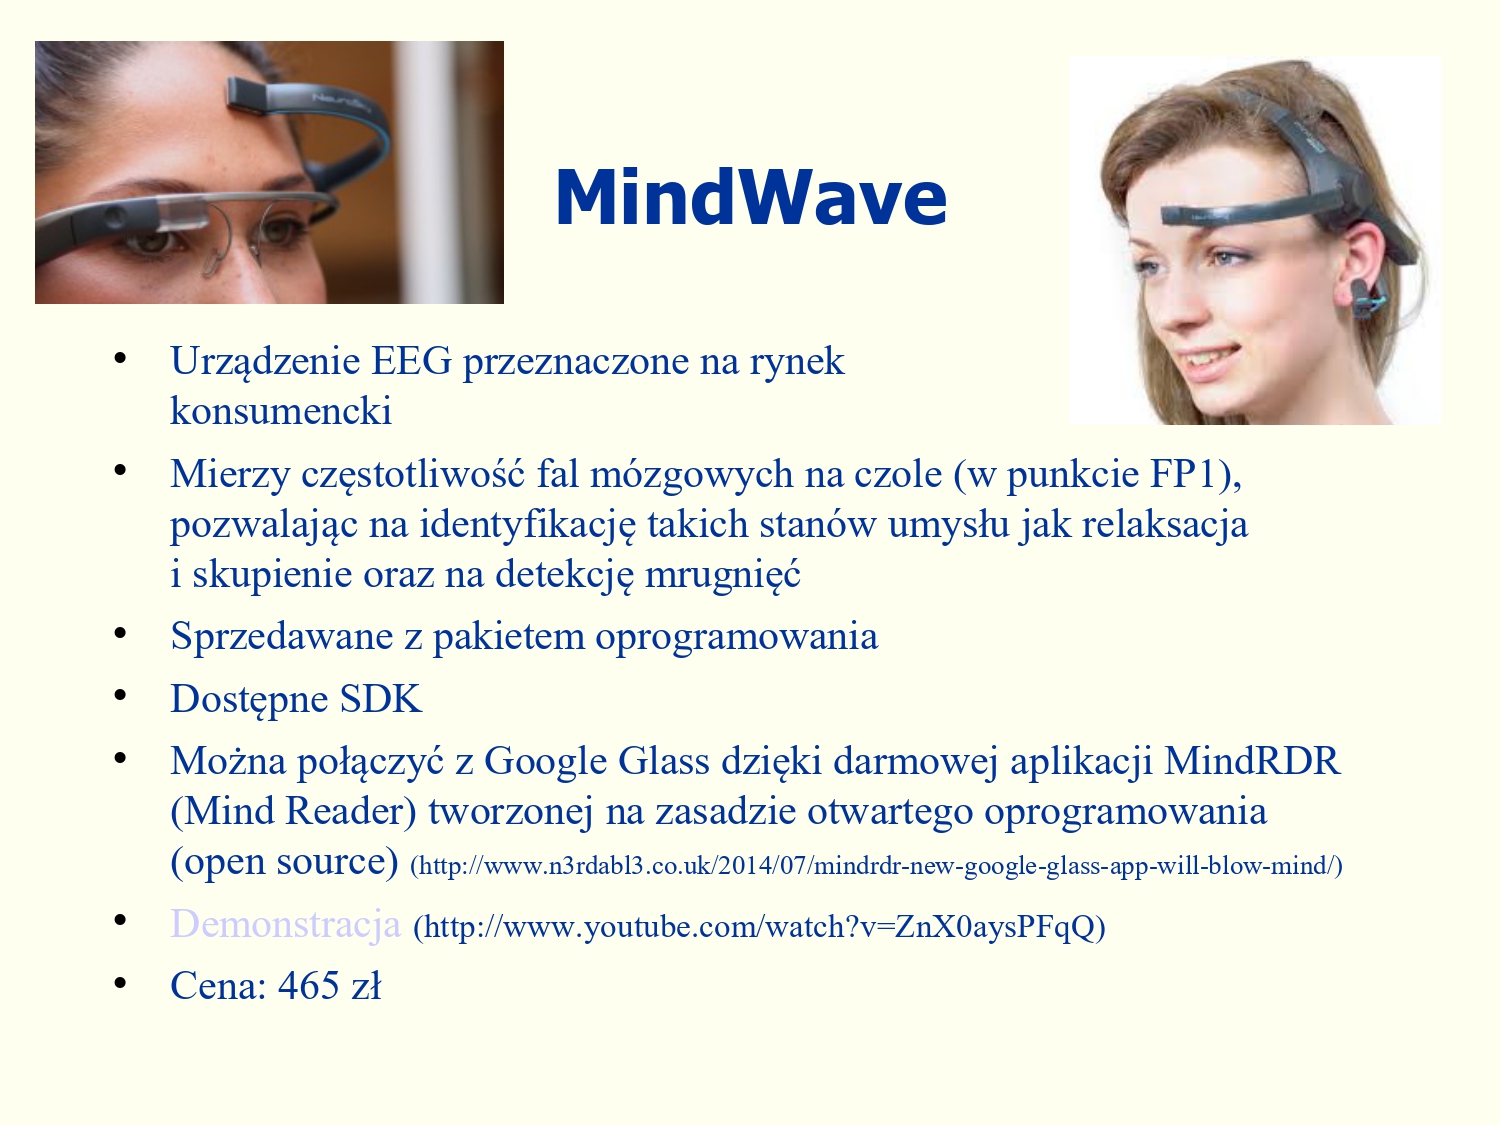 NeuroSky
MindWave
• Urządzenie EEG przeznaczone na rynek
konsumencki
• Mierzy częstotliwość fal mózgowych na czole (w punkcie FP1),
pozwalając na identyfikację takich stanów umysłu jak relaksacja
i skupienie oraz na detekcję mrugnięć
• Sprzedawane z pakietem oprogramowania
• Dostępne SDK
• Można połączyć z Google Glass dzięki darmowej aplikacji MindRDR
(Mind Reader) tworzonej na zasadzie otwartego oprogramowania
(open source) (http://www.n3rdabl3.co.uk/2014/07/mindrdr-new-google-glass-app-will-blow-mind/)
• Demonstracja (http://www.youtube.com/watch?v=ZnX0aysPFqQ)
• Cena: 465 zł